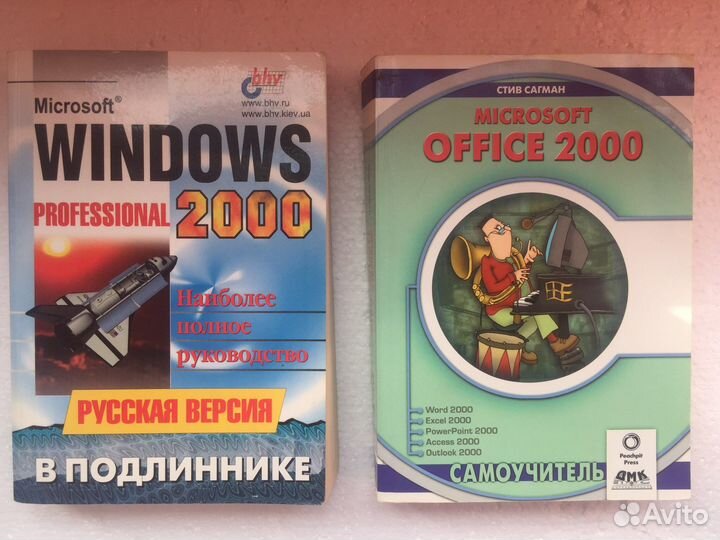 bhv
www.bhv.ru
www.bhv.kiev.ua
Microsoft®
WINDOWS
PROFESSIONAL 2000
Наиболее
полное
руководство
РУССКАЯ ВЕРСИЯ
В ПОДЛИННИКЕ
СТИВ САГМАН
MICROSOFT
OFFICE 2000
Word 2000
Excel 2000
PowerPoint 2000
Access 2000
Outlook 2000
САМОУЧИТЕЛЬ
Peachpit
Press
ДМК
Avito